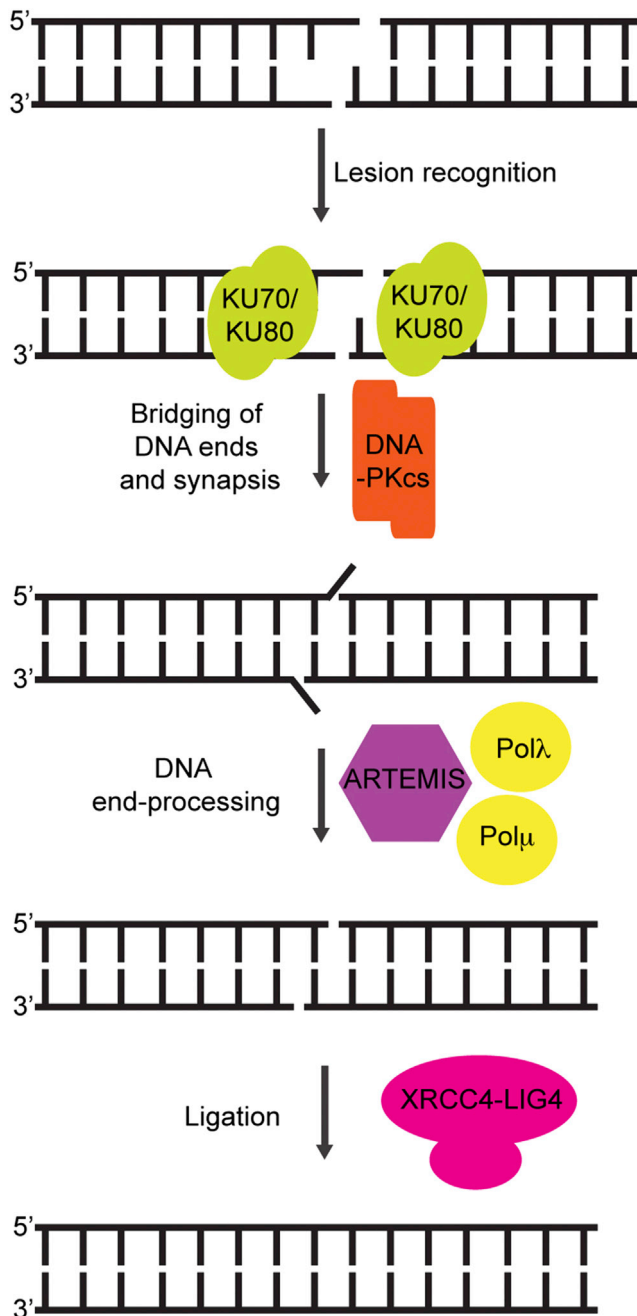 5’
3’
Lesion recognition
5’
3’
KU70/
KU80
KU70/
KU80
Bridging of
DNA ends
and synapsis
DNA
-PKcs
5’
3’
DNA
end-processing
ARTEMIS
Polλ
Polμ
5’
3’
Ligation
XRCC4-LIG4
5’
3’